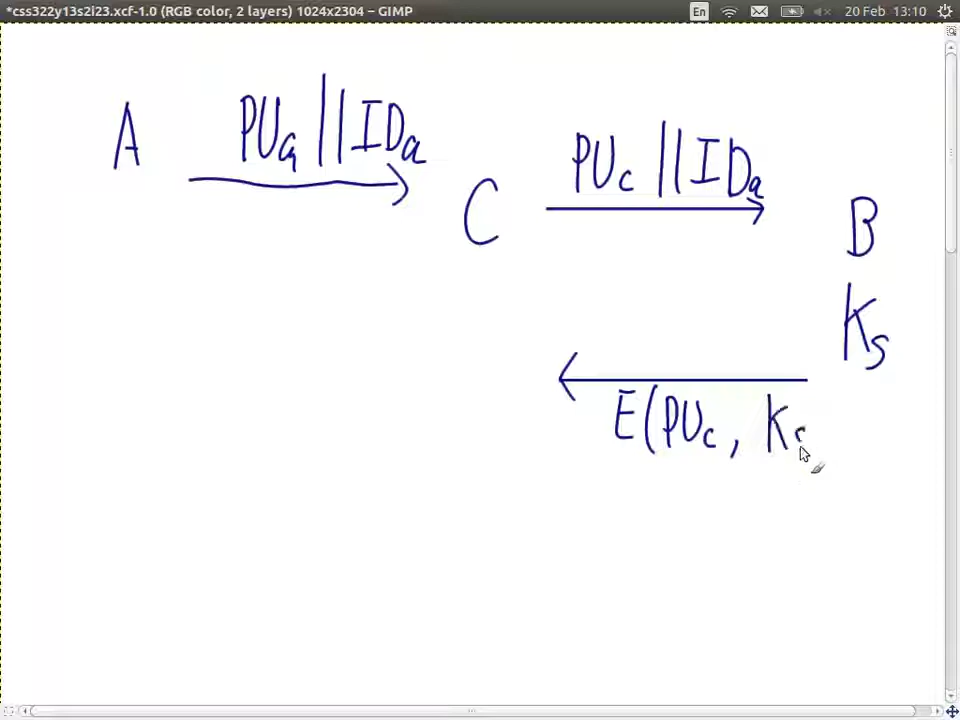 *css322y13s2i23.xcf-1.0 (RGB color, 2 layers) 1024x2304 – GIMP
En
20 Feb 13:10
A
PUa || IDa
C
PUc || IDa
B
Ks
E(PUc, Ks